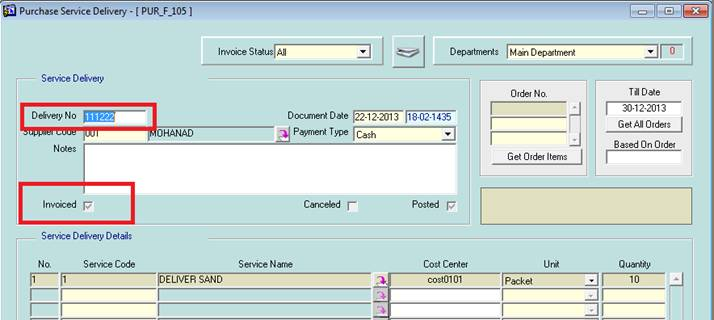 Purchase Service Delivery - [ PUR_F_105 ]
Invoice Status All
Departments Main Department 0
Service Delivery
Delivery No 111222
Document Date 22-12-2013 18-02-1435
Supplier Code 001 MOHANAD
Payment Type Cash
Notes
Invoiced
Canceled
Posted
Order No.
Get Order Items
Till Date
30-12-2013
Get All Orders
Based On Order
Service Delivery Details
No. Service Code Service Name Cost Center Unit Quantity
1 1 DELIVER SAND cost0101 Packet 10